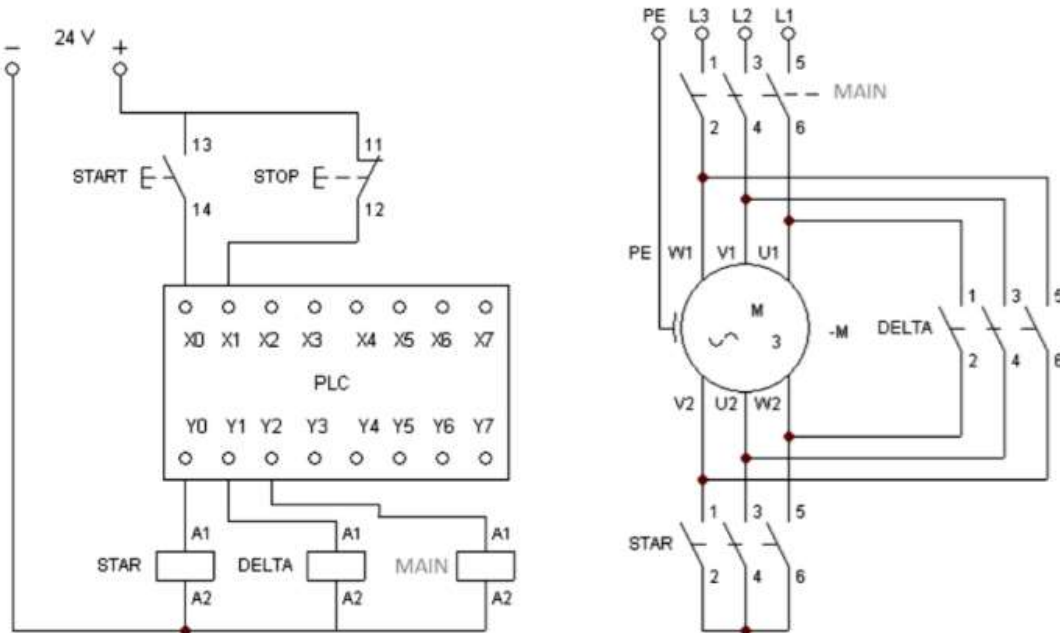 24 V
− +
13
START
14
11
STOP
12
X0 X1 X2 X3 X4 X5 X6 X7
PLC
Y0 Y1 Y2 Y3 Y4 Y5 Y6 Y7
A1 A1 A1
STAR DELTA MAIN
A2 A2 A2
PE L3 L2 L1
1 3 5
MAIN
2 4 6
PE W1 V1 U1
M
3
-M
V2 U2 W2
1 3 5
DELTA
2 4 6
1 3 5
STAR
2 4 6